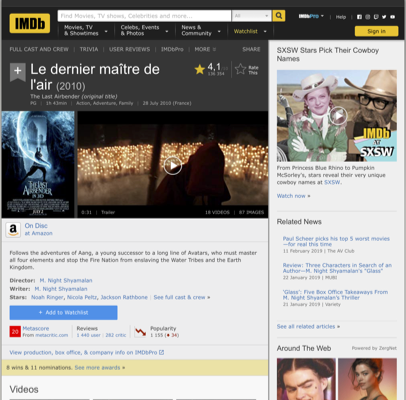 IMDb
Find Movies, TV shows, Celebrities and more...
All
IMDbPro
Help
Movies, TV & Showtimes
Celebs, Events & Photos
News & Community
Watchlist
Sign in
FULL CAST AND CREW | TRIVIA | USER REVIEWS | IMDbPro | MORE
SHARE
Le dernier maître de
l'air (2010)
The Last Airbender (original title)
PG | 1h 43min | Action, Adventure, Family | 28 July 2010 (France)
4,1
Rate This
THE LAST AIRBENDER
0:31 | Trailer
18 VIDEOS | 87 IMAGES
On Disc
at Amazon
Follows the adventures of Aang, a young successor to a long line of Avatars, who must master
all four elements and stop the Fire Nation from enslaving the Water Tribes and the Earth
Kingdom.
Director: M. Night Shyamalan
Writer: M. Night Shyamalan
Stars: Noah Ringer, Nicola Peltz, Jackson Rathbone | See full cast & crew »
+ Add to Watchlist
20 Metascore
From metacritic.com
Reviews
1 440 user | 282 critic
Popularity
1 155 ( 34)
View production, box office, & company info on IMDbPro
8 wins & 11 nominations. See more awards »
Videos
SXSW Stars Pick Their Cowboy
Names
IMDb
at
SXSW
From Princess Blue Rhino to Pumpkin
McSorley's, stars reveal their very
unique cowboy names at SXSW.
Watch now »
Related News
Paul Scheer picks his top 5 worst movies
—for real this time
11 February 2019 | The AV Club
Review: Three Characters in Search of an
Author—M. Night Shyamalan's "Glass"
22 January 2019 | MUBI
'Glass': Five Box Office Takeaways From
M. Night Shyamalan's Thriller
21 January 2019 | Variety
See all related articles »
Around The Web
Powered by ZergNet